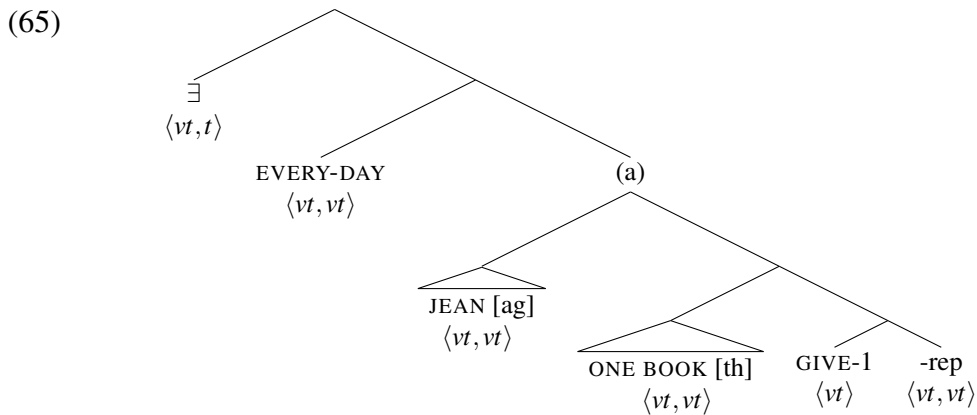 (65)
∃
⟨vt, t⟩
EVERY-DAY
⟨vt, vt⟩
(a)
JEAN [ag]
⟨vt, vt⟩
ONE BOOK [th]
⟨vt, vt⟩
GIVE-1
⟨vt⟩
-rep
⟨vt, vt⟩